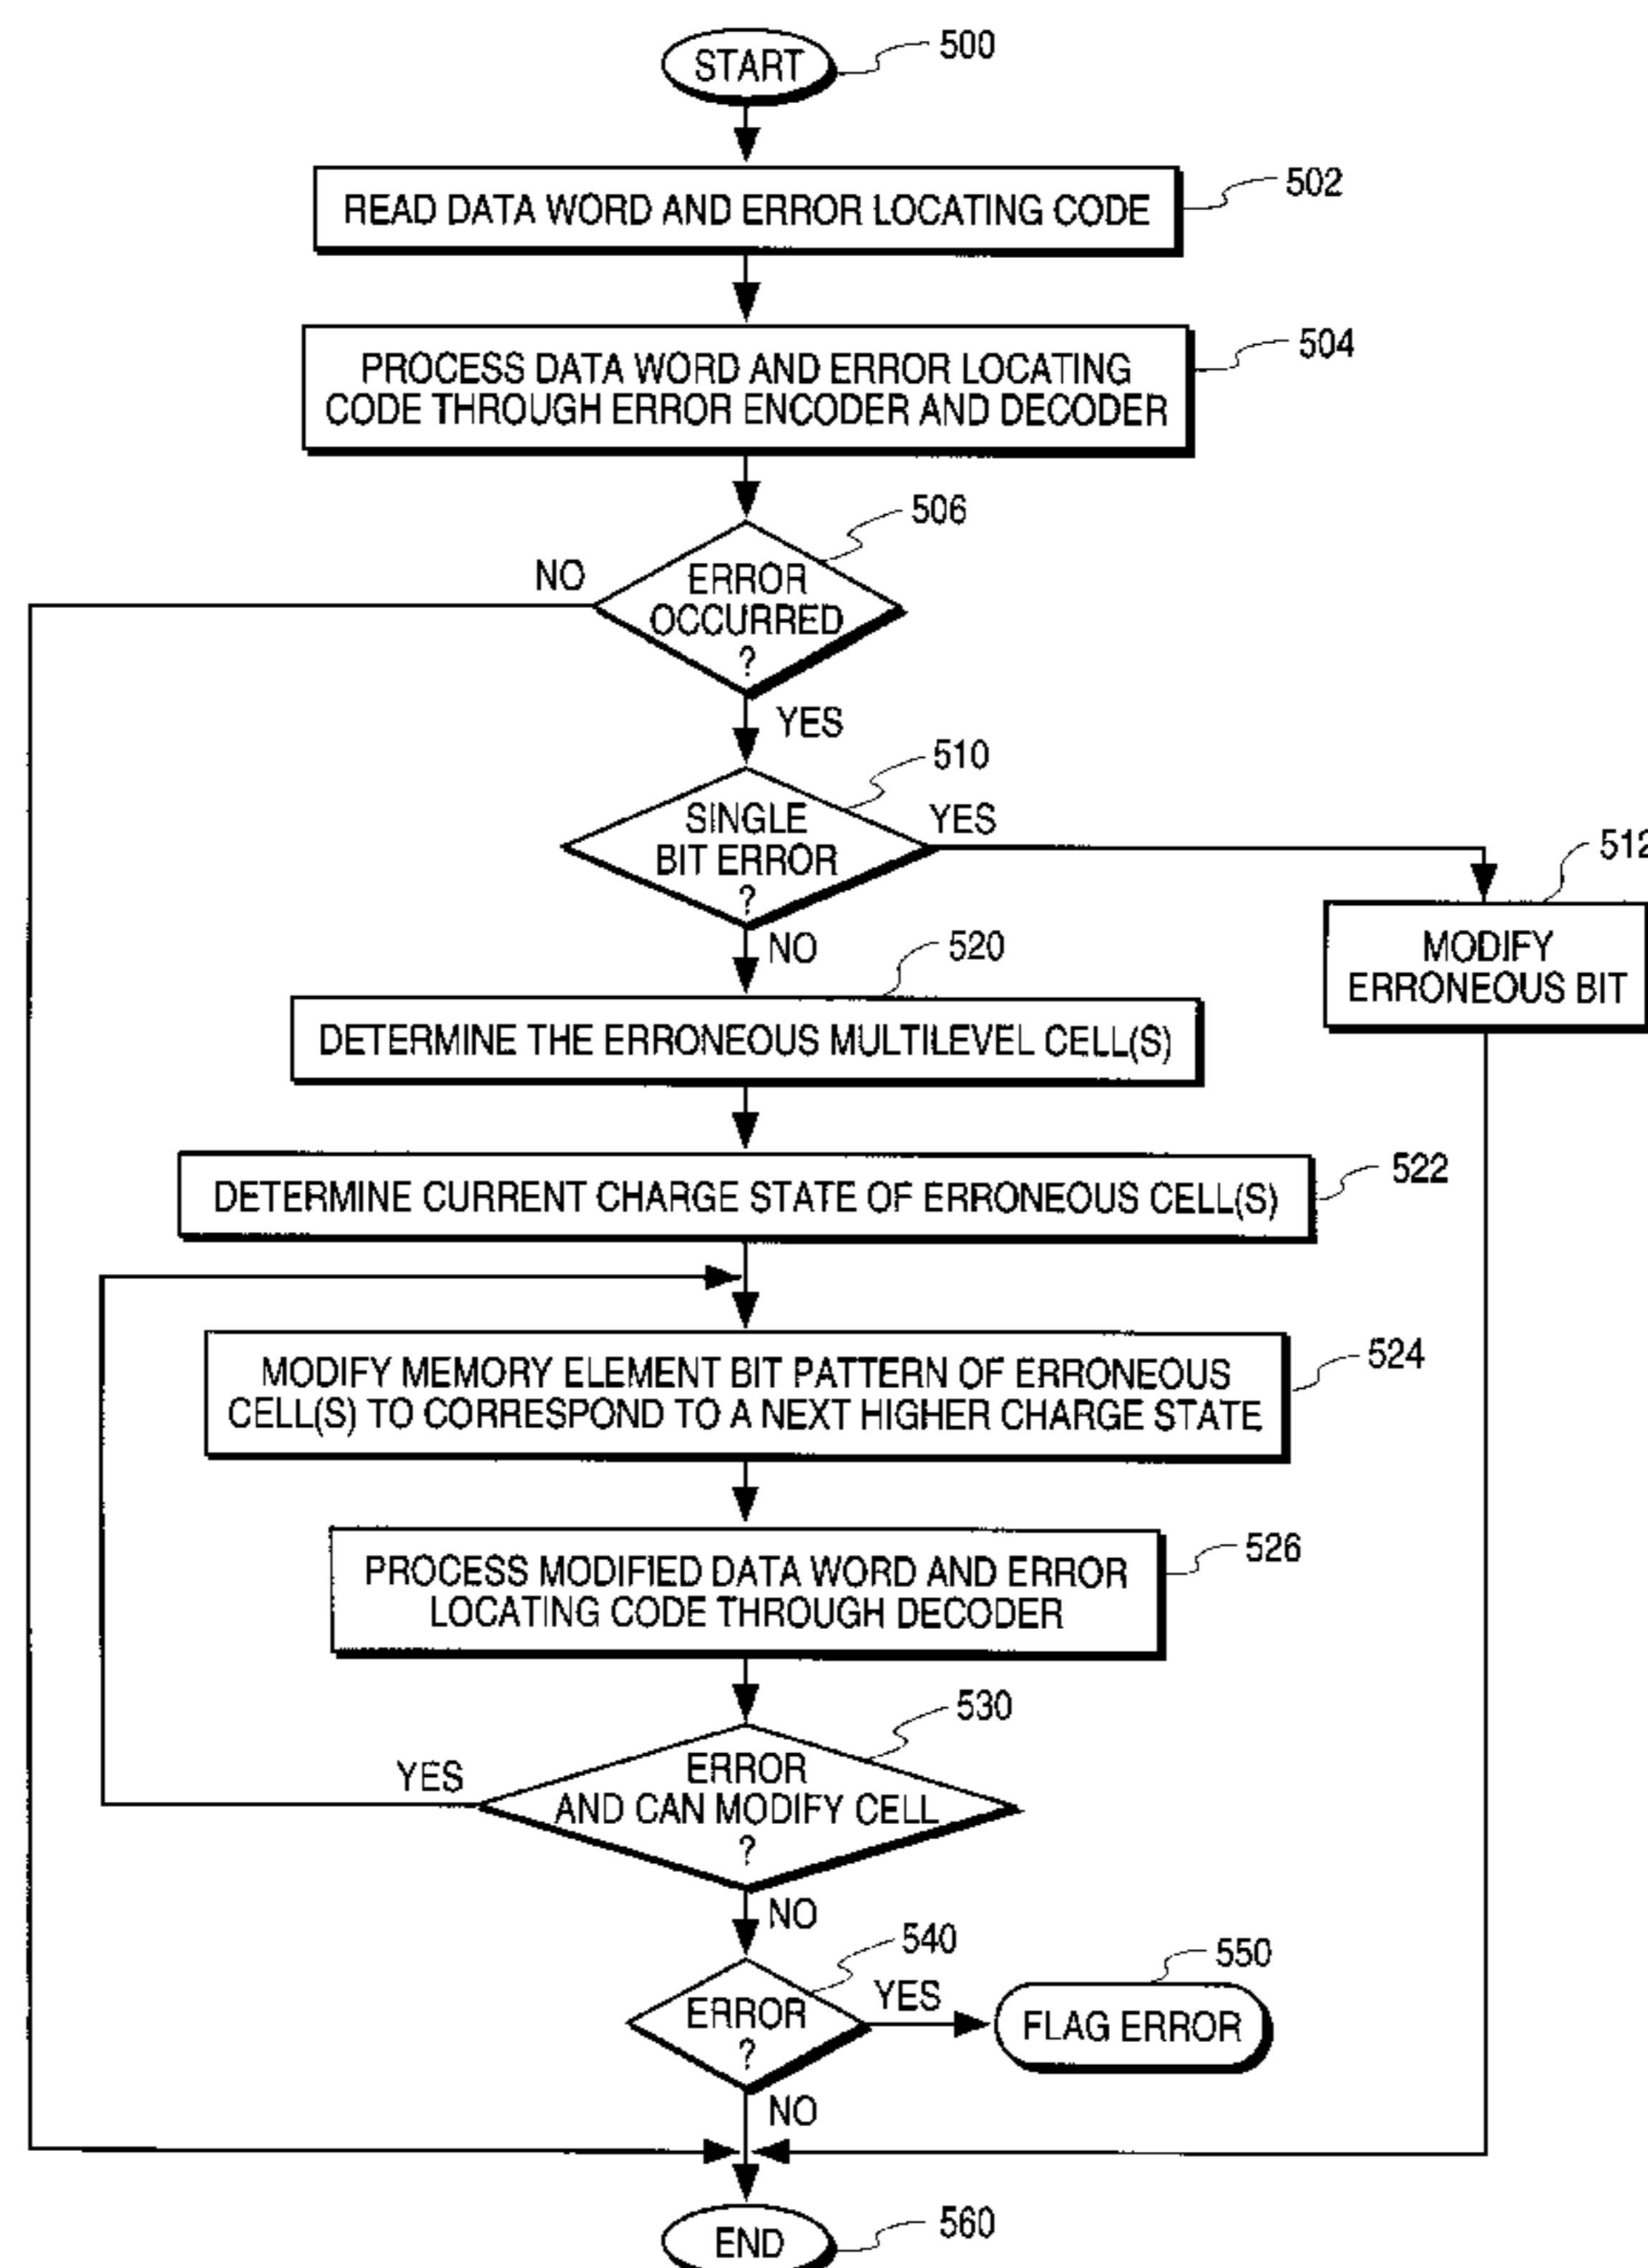 START
500
READ DATA WORD AND ERROR LOCATING CODE
502
PROCESS DATA WORD AND ERROR LOCATING
CODE THROUGH ERROR ENCODER AND DECODER
504
ERROR
OCCURRED
?
506
NO
YES
SINGLE
BIT ERROR
?
510
YES
NO
MODIFY
ERRONEOUS BIT
512
DETERMINE THE ERRONEOUS MULTILEVEL CELL(S)
520
DETERMINE CURRENT CHARGE STATE OF ERRONEOUS CELL(S)
522
MODIFY MEMORY ELEMENT BIT PATTERN OF ERRONEOUS
CELL(S) TO CORRESPOND TO A NEXT HIGHER CHARGE STATE
524
PROCESS MODIFIED DATA WORD AND ERROR
LOCATING CODE THROUGH DECODER
526
ERROR
AND CAN MODIFY CELL
?
530
YES
NO
ERROR
?
540
YES
FLAG ERROR
550
NO
END
560